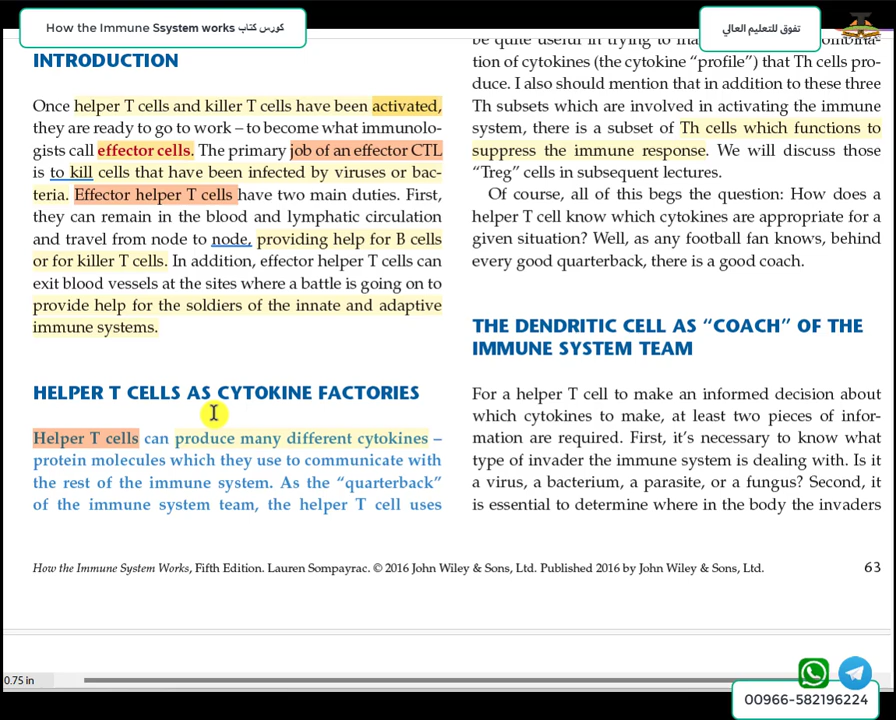 How the Immune Ssystem works كورس كتاب
تفوق للتعليم العالي
INTRODUCTION
Once helper T cells and killer T cells have been activated,
they are ready to go to work – to become what immunolo-
gists call effector cells. The primary job of an effector CTL
is to kill cells that have been infected by viruses or bac-
teria. Effector helper T cells have two main duties. First,
they can remain in the blood and lymphatic circulation
and travel from node to node, providing help for B cells
or for killer T cells. In addition, effector helper T cells can
exit blood vessels at the sites where a battle is going on to
provide help for the soldiers of the innate and adaptive
immune systems.
HELPER T CELLS AS CYTOKINE FACTORIES
Helper T cells can produce many different cytokines –
protein molecules which they use to communicate with
the rest of the immune system. As the “quarterback”
of the immune system team, the helper T cell uses
be quite useful in trying to
tion of cytokines (the cytokine “profile”) that Th cells pro-
duce. I also should mention that in addition to these three
Th subsets which are involved in activating the immune
system, there is a subset of Th cells which functions to
suppress the immune response. We will discuss those
“Treg” cells in subsequent lectures.
Of course, all of this begs the question: How does a
helper T cell know which cytokines are appropriate for a
given situation? Well, as any football fan knows, behind
every good quarterback, there is a good coach.
THE DENDRITIC CELL AS “COACH” OF THE
IMMUNE SYSTEM TEAM
For a helper T cell to make an informed decision about
which cytokines to make, at least two pieces of infor-
mation are required. First, it’s necessary to know what
type of invader the immune system is dealing with. Is it
a virus, a bacterium, a parasite, or a fungus? Second, it
is essential to determine where in the body the invaders
How the Immune System Works, Fifth Edition. Lauren Sompayrac. © 2016 John Wiley & Sons, Ltd. Published 2016 by John Wiley & Sons, Ltd.
63
0.75 in
00966-582196224